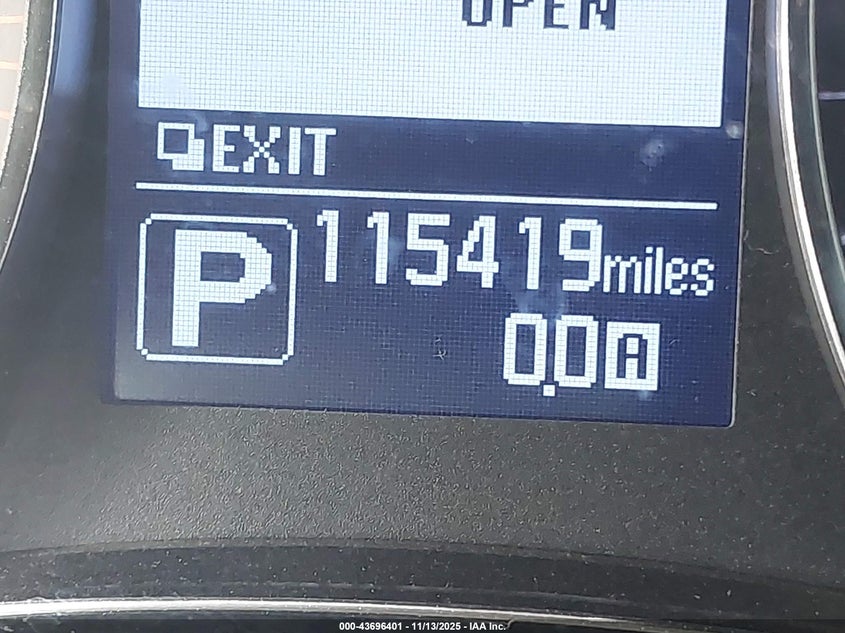 OPEN
EXIT
P
115419miles
0.0A
000-43696401 - 11/13/2025 - IAA Inc.